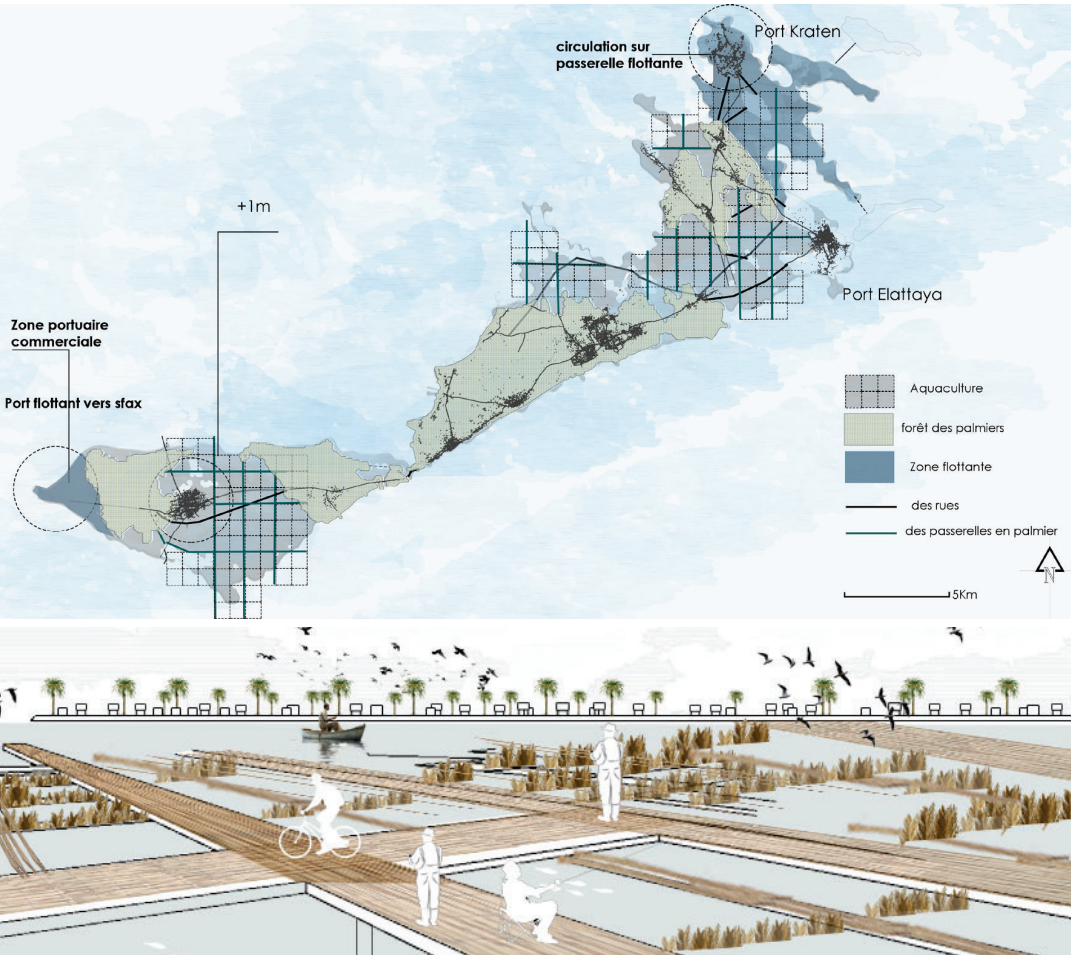 Port Kraten
circulation sur
passerelle flottante
+1m
Port Elattaya
Zone portuaire
commerciale
Port flottant vers sfax
Aquaculture
forêt des palmiers
Zone flottante
des rues
des passerelles en palmier
N
5Km